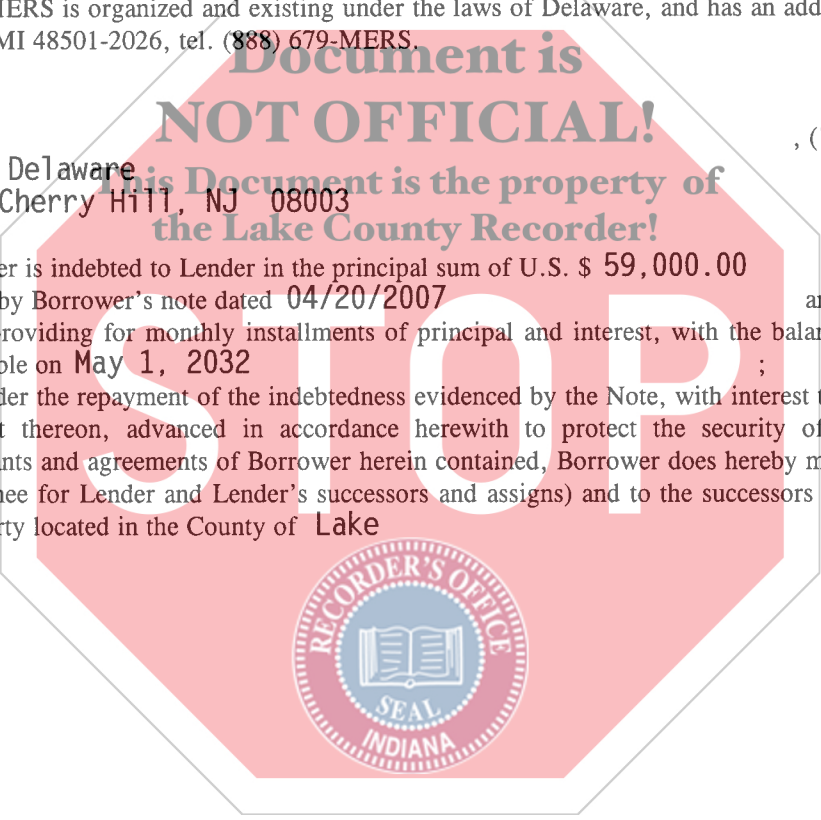 MERS is organized and existing under the laws of Delaware, and has an add
MI 48501-2026, tel. (888) 679-MERS.
Document is
NOT OFFICIAL!
, (
Delaware
This Document is the property of
Cherry Hill, NJ 08003
the Lake County Recorder!
er is indebted to Lender in the principal sum of U.S. $ 59,000.00
by Borrower's note dated 04/20/2007 an
roviding for monthly installments of principal and interest, with the balan
ble on May 1, 2032 ;
der the repayment of the indebtedness evidenced by the Note, with interest t
t thereon, advanced in accordance herewith to protect the security of
nts and agreements of Borrower herein contained, Borrower does hereby m
nee for Lender and Lender's successors and assigns) and to the successors
rty located in the County of Lake
STOP
RECORDER'S OFFICE
SEAL
INDIANA